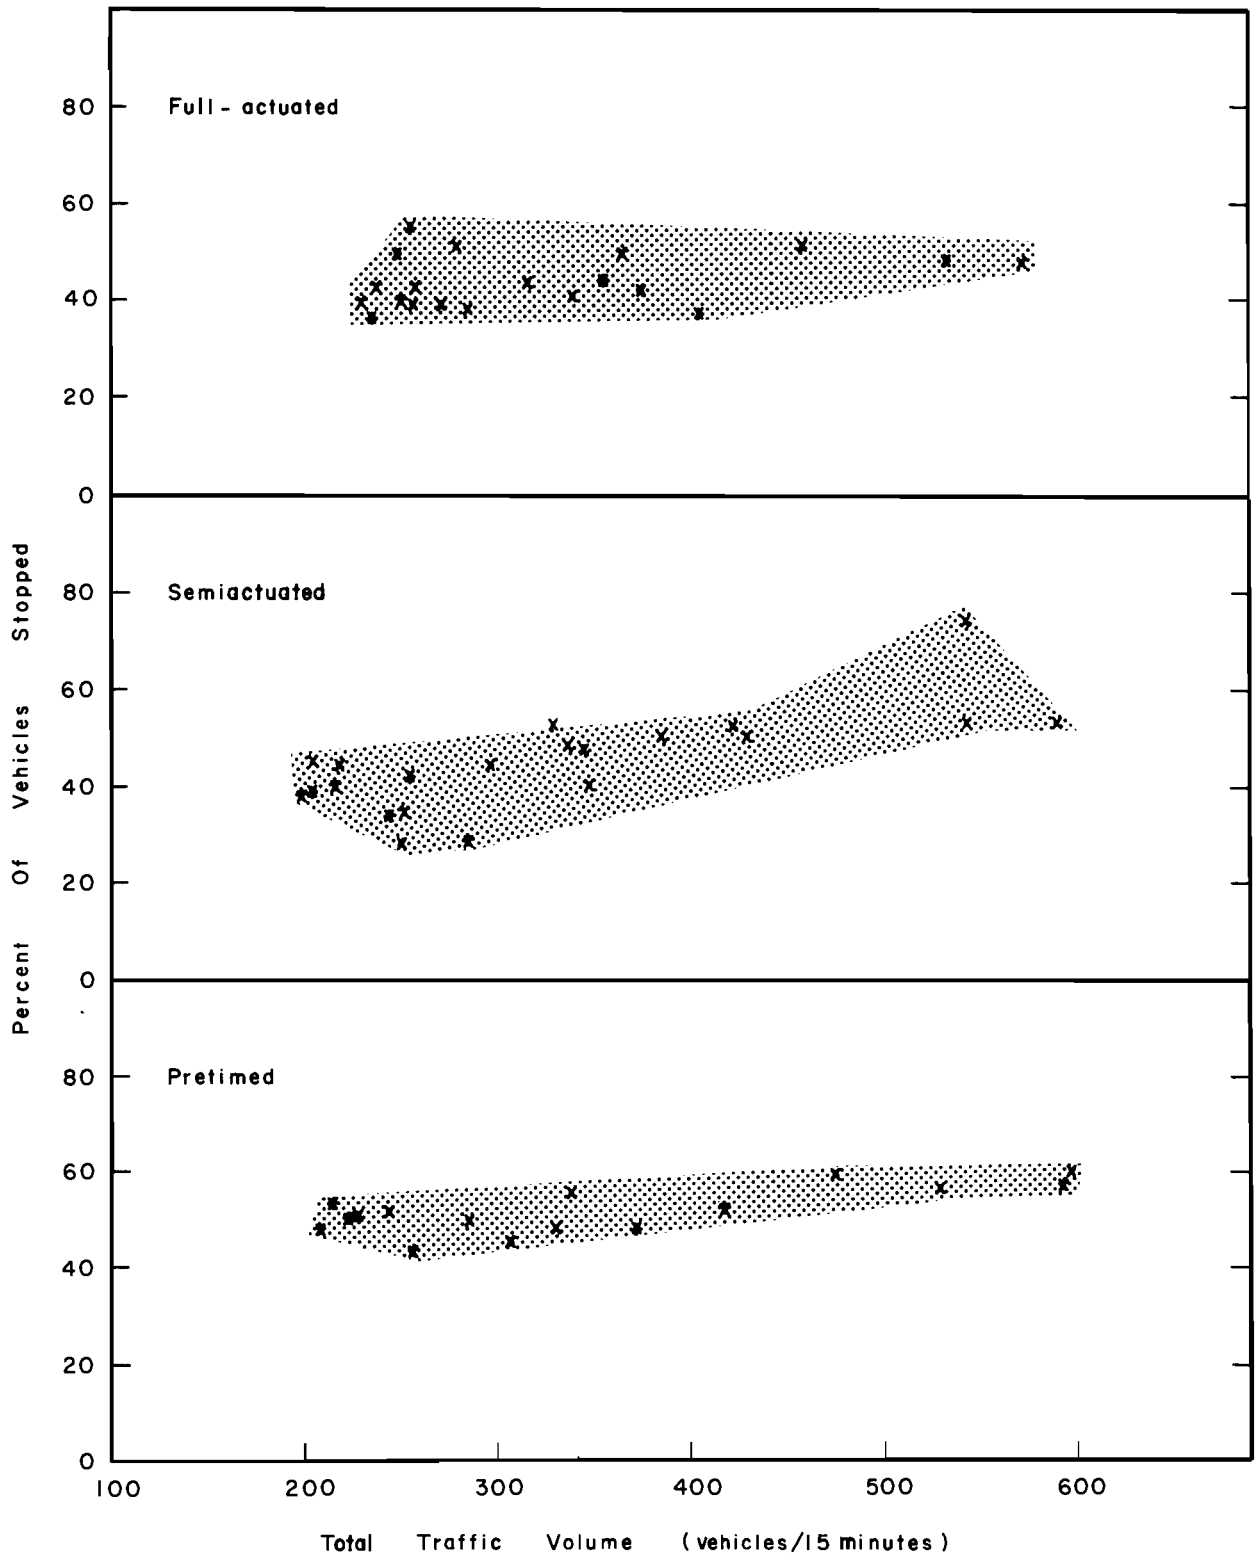 80
Full - actuated
60
40
20
0
80
Semiactuated
60
40
20
0
80
Pretimed
60
40
20
0
100 200 300 400 500 600
Percent Of Vehicles Stopped
Total Traffic Volume (vehicles/15 minutes)